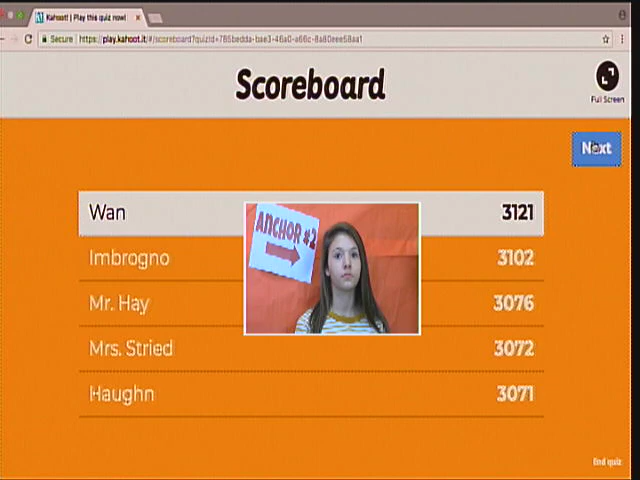 Kahoot! | Play this quiz now!
Secure https://play.kahoot.it/#/scoreboard?quizId=785bedda-bae3-46a0-a66c-8a80eee58aa1
Scoreboard
Full Screen
Next
Wan 3121
ANCHOR #2
Imbrogno 3102
Mr. Hay 3076
Mrs. Stried 3072
Haughn 3071
End quiz